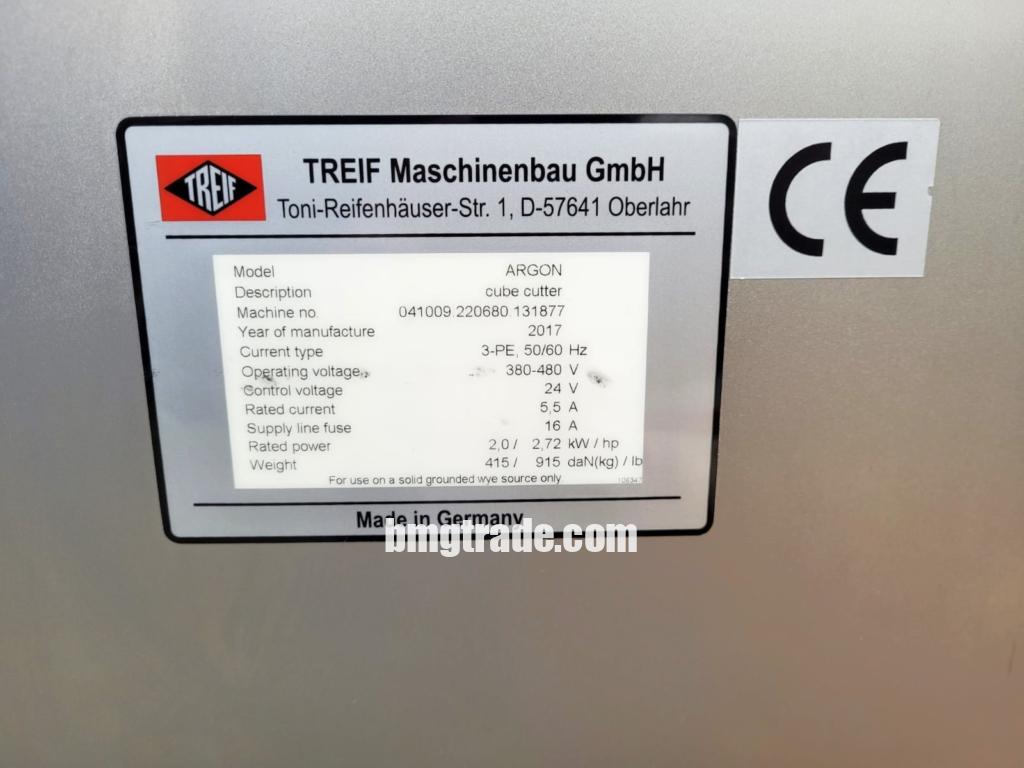 TREIF
TREIF Maschinenbau GmbH
Toni-Reifenhäuser-Str. 1, D-57641 Oberlahr
CE
Model ARGON
Description cube cutter
Machine no. 041009.220680.131877
Year of manufacture 2017
Current type 3-PE, 50/60 Hz
Operating voltage 380-480 V
Control voltage 24 V
Rated current 5,5 A
Supply line fuse 16 A
Rated power 2,0 / 2,72 kW / hp
Weight 415 / 915 daN(kg) / lb
For use on a solid grounded wye source only
106347
Made in Germany
bmgtrade.com